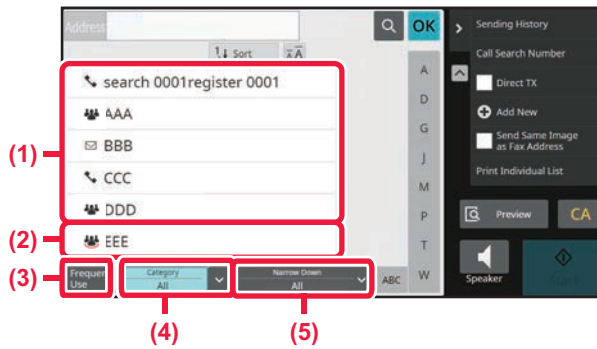 Address
OK
Sending History
Sort
Call Search Number
search 0001register 0001
A
Direct TX
AAA
D
Add New
(1)
BBB
G
Send Same Image
as Fax Address
J
CCC
Print Individual List
M
DDD
P
Preview
CA
(2)
EEE
T
(3)
Frequen
Use
Category
All
Narrow Down
All
ABC
W
Speaker
Start
(4)
(5)